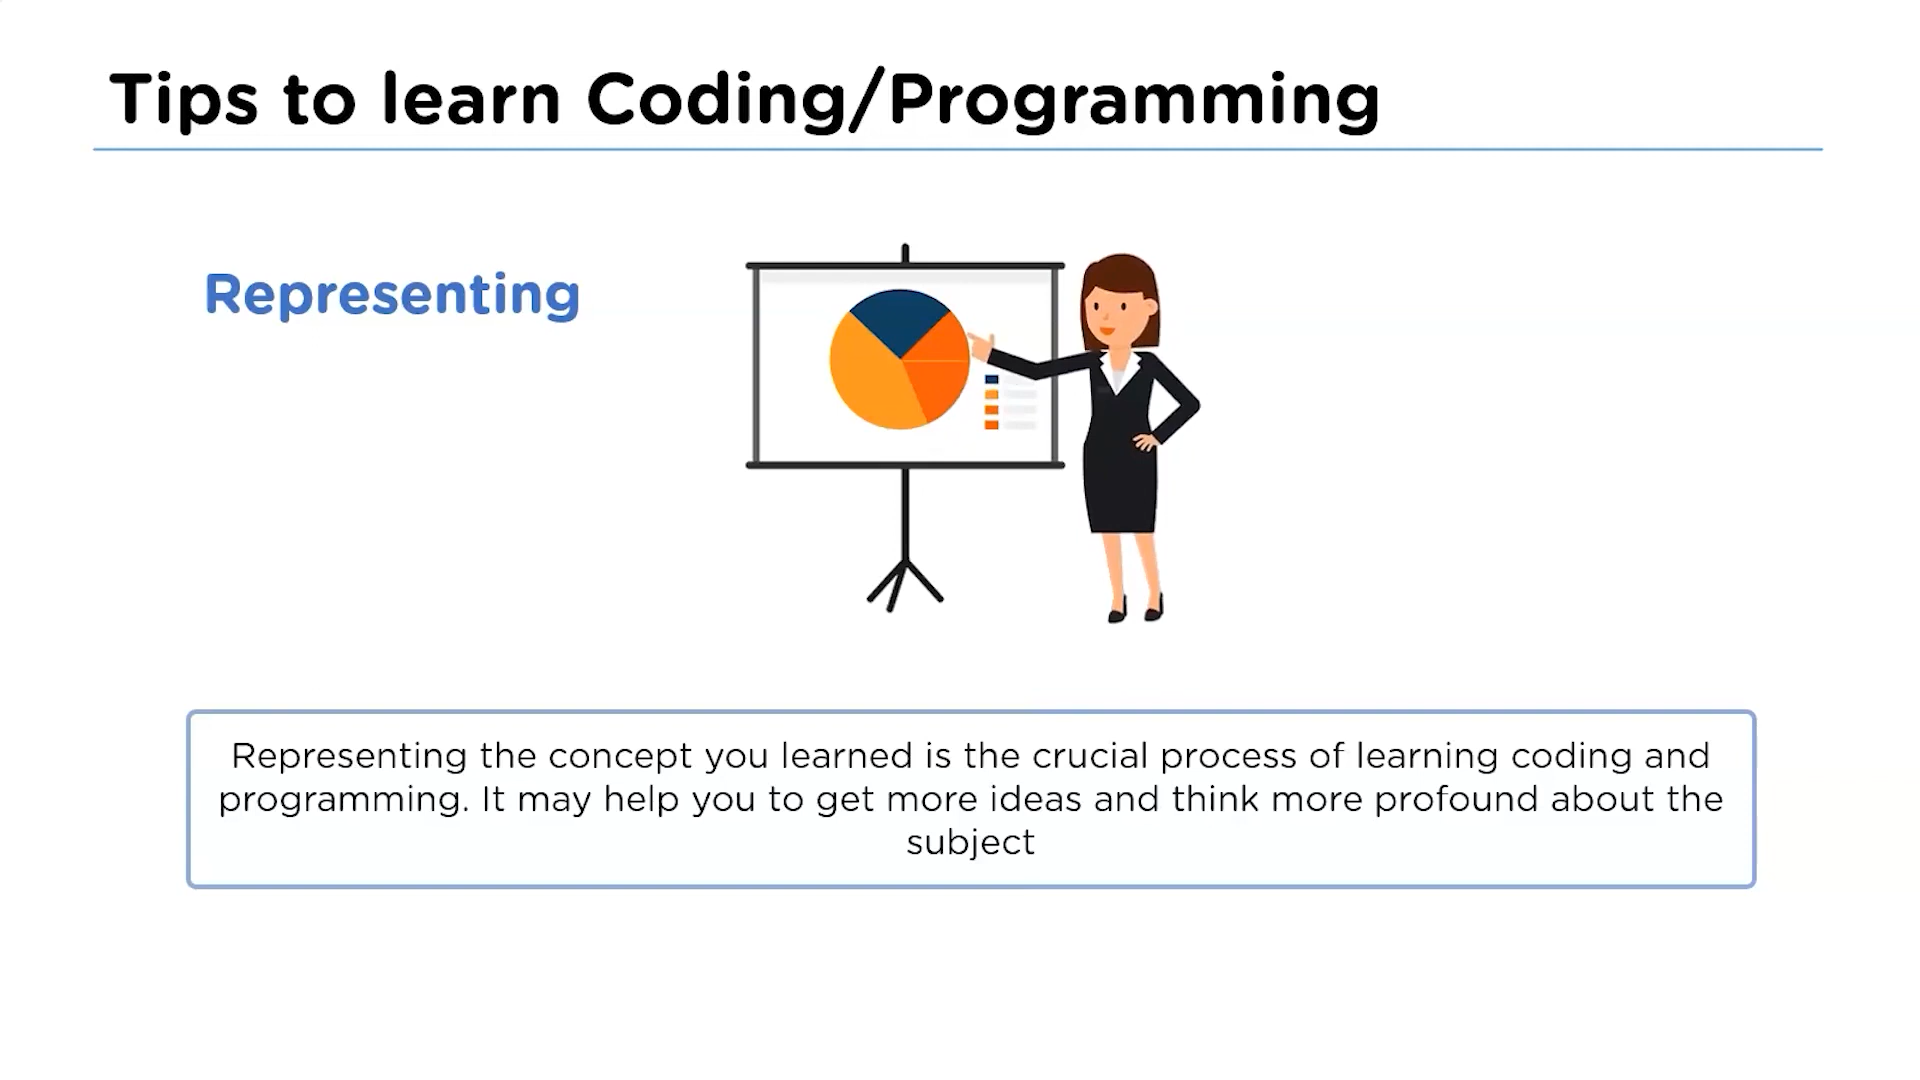 Tips to learn Coding/Programming
Representing
Representing the concept you learned is the crucial process of learning coding and
programming. It may help you to get more ideas and think more profound about the
subject